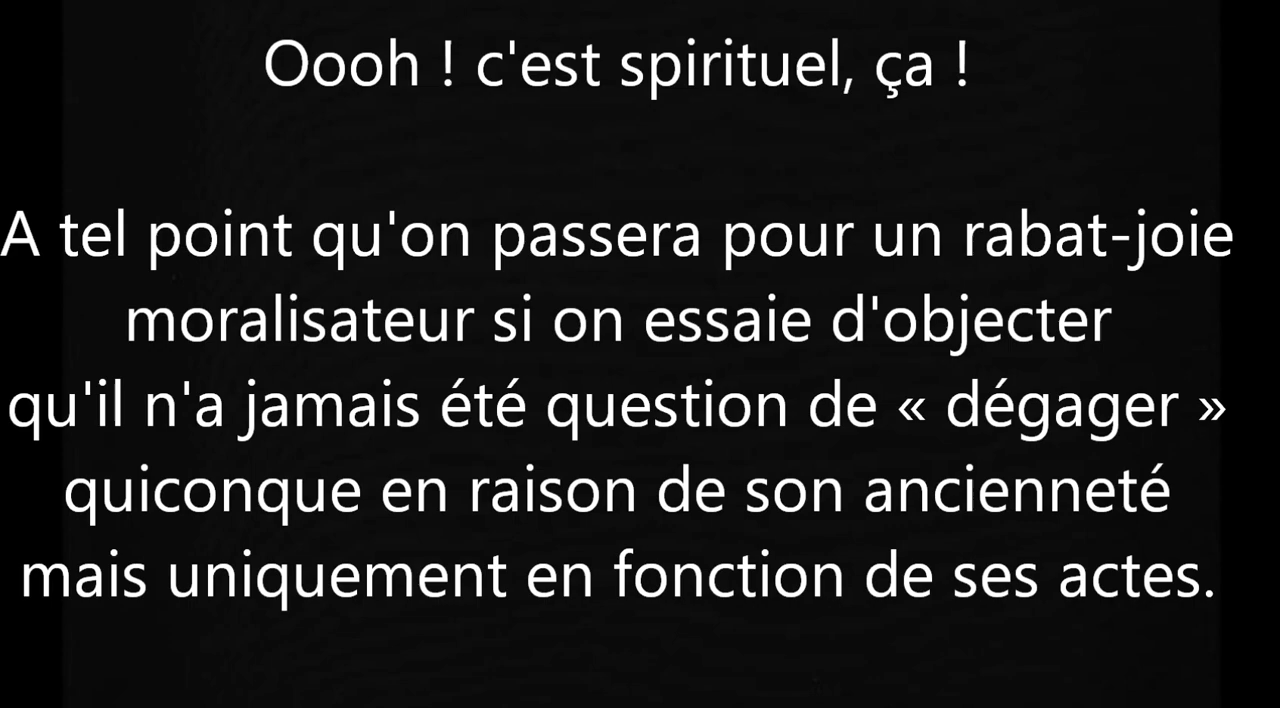 Oooh ! c'est spirituel, ça !
A tel point qu'on passera pour un rabat-joie
moralisateur si on essaie d'objecter
qu'il n'a jamais été question de « dégager »
quiconque en raison de son ancienneté
mais uniquement en fonction de ses actes.